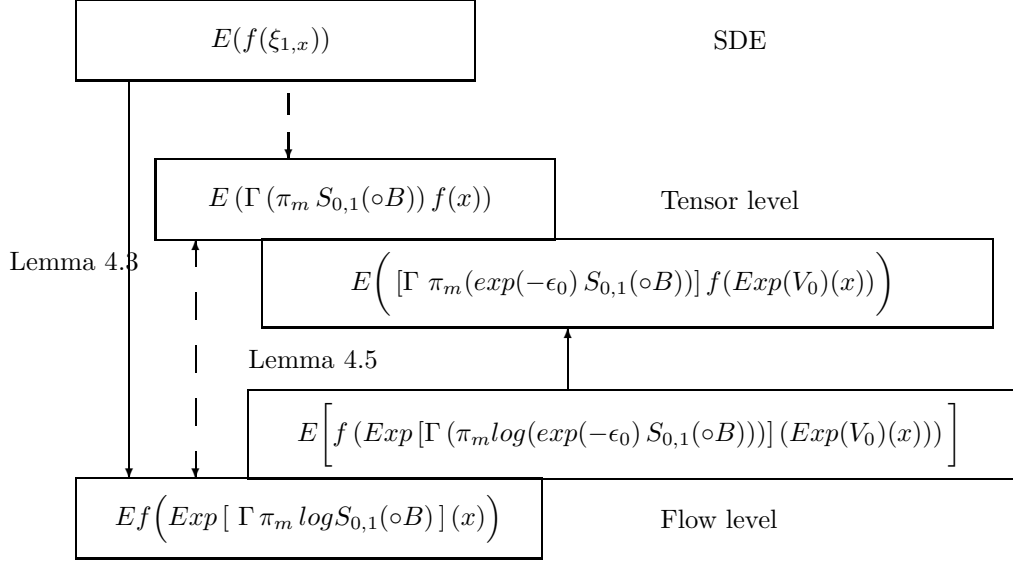 E(f(ξ_{1,x})) SDE
E (Γ (π_m S_{0,1}(∘B)) f(x)) Tensor level
Lemma 4.3
E( [Γ π_m(exp(−ϵ_0) S_{0,1}(∘B))] f(Exp(V_0)(x)))
Lemma 4.5
E[f (Exp [Γ (π_m log(exp(−ϵ_0) S_{0,1}(∘B)))] (Exp(V_0)(x)))]
Ef(Exp [ Γ π_m logS_{0,1}(∘B) ] (x)) Flow level